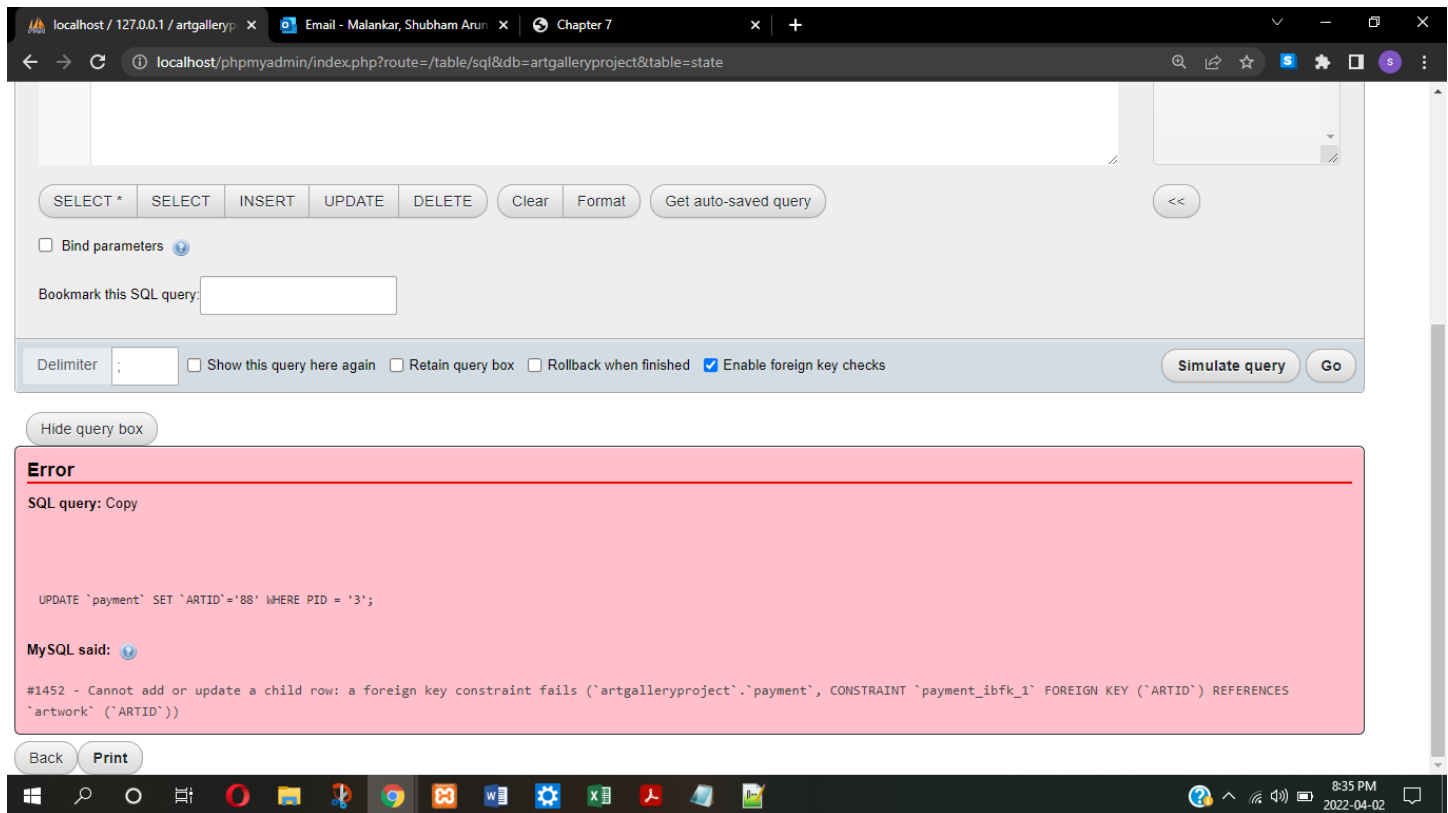 localhost / 127.0.0.1 / artgalleryp
Email - Malankar, Shubham Arun
Chapter 7
localhost/phpmyadmin/index.php?route=/table/sql&db=artgalleryproject&table=state
S
s
SELECT * SELECT INSERT UPDATE DELETE Clear Format Get auto-saved query <<
Bind parameters
Bookmark this SQL query:
Delimiter ; Show this query here again Retain query box Rollback when finished Enable foreign key checks Simulate query Go
Hide query box
Error
SQL query: Copy
UPDATE `payment` SET `ARTID`='88' WHERE PID = '3';
MySQL said:
#1452 - Cannot add or update a child row: a foreign key constraint fails (`artgalleryproject`.`payment`, CONSTRAINT `payment_ibfk_1` FOREIGN KEY (`ARTID`) REFERENCES
`artwork` (`ARTID`))
Back Print
8:35 PM
2022-04-02